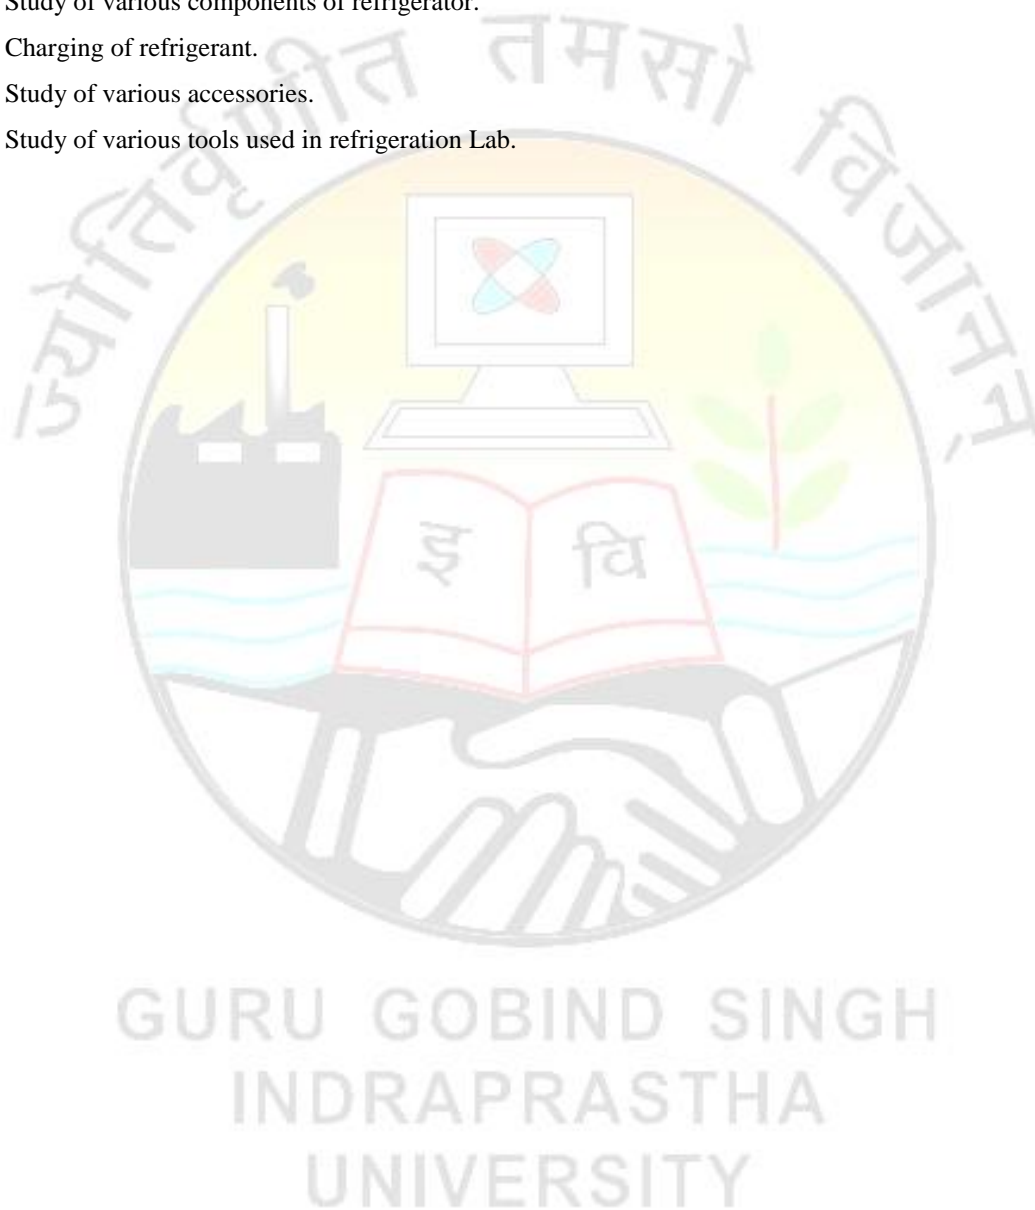 Study of various components of refrigerator.
Charging of refrigerant.
Study of various accessories.
Study of various tools used in refrigeration Lab.
ज्योतिर्वृणीत तमसो विजानन्
इ वि
GURU GOBIND SINGH
INDRAPRASTHA
UNIVERSITY